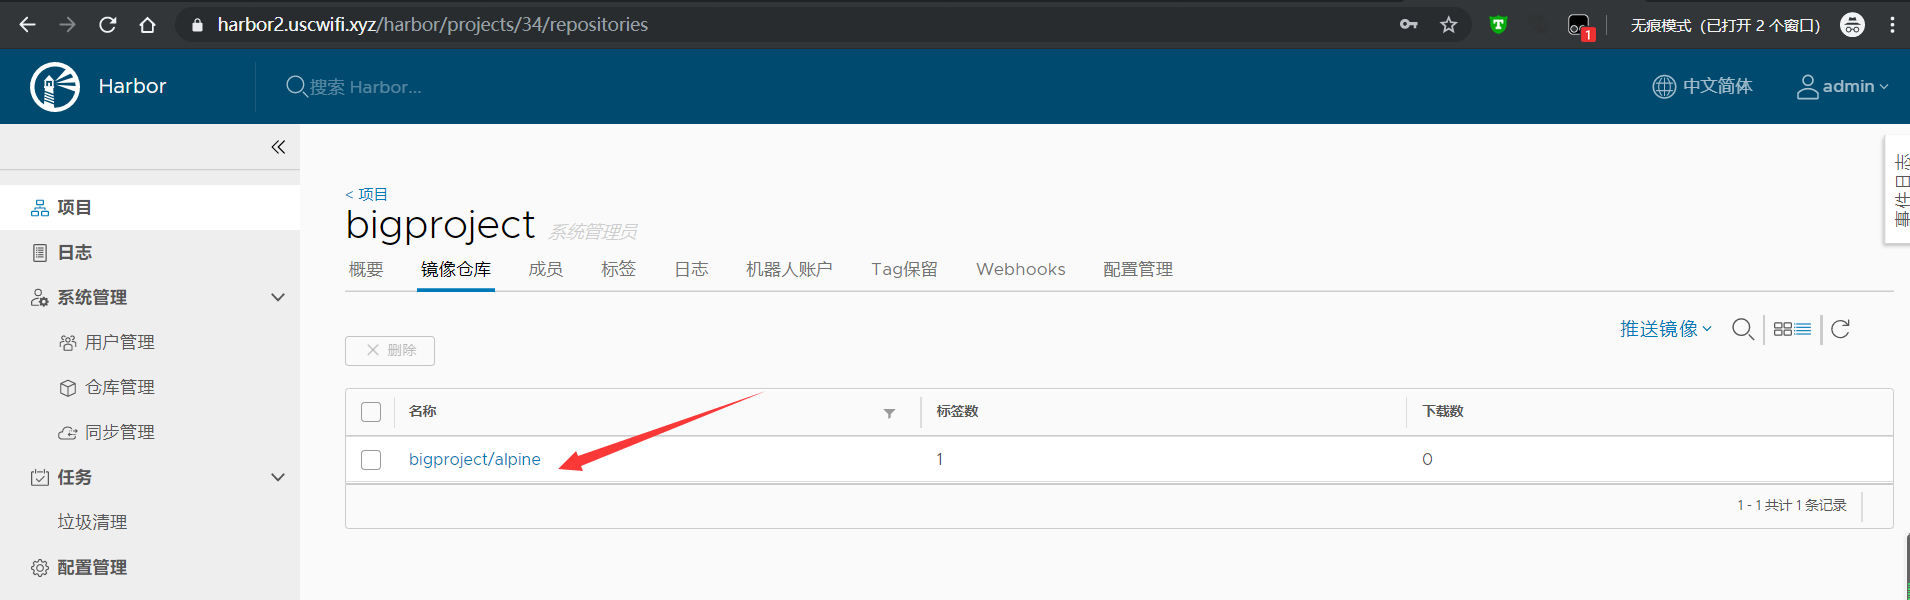 harbor2.uscwifi.xyz/harbor/projects/34/repositories
1
无痕模式 (已打开 2 个窗口)
Harbor
搜索 Harbor...
中文简体
admin
事件日志
项目
日志
系统管理
用户管理
仓库管理
同步管理
任务
垃圾清理
配置管理
< 项目
bigproject 系统管理员
概要 镜像仓库 成员 标签 日志 机器人账户 Tag保留 Webhooks 配置管理
推送镜像
删除
名称 标签数 下载数
bigproject/alpine 1 0
1 - 1 共计 1 条记录